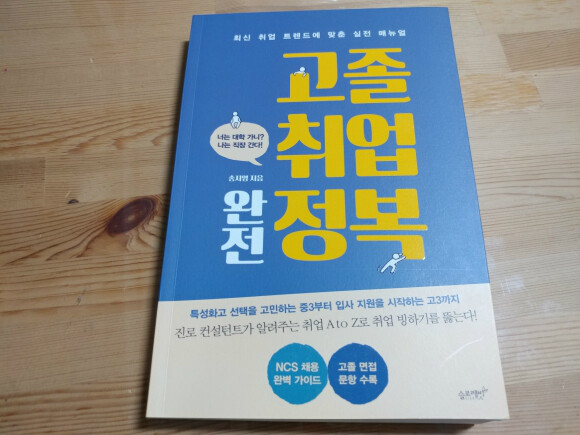 최신 취업 트렌드에 맞춘 실전 매뉴얼
고졸
취업
너는 대학 가니?
나는 직장 간다!
송지영 지음
완전
정복
특성화고 선택을 고민하는 중3부터 입사 지원을 시작하는 고3까지
진로 컨설턴트가 알려주는 취업 A to Z로 취업 빙하기를 뚫는다!
NCS 채용
완벽 가이드
고졸 면접
문항 수록